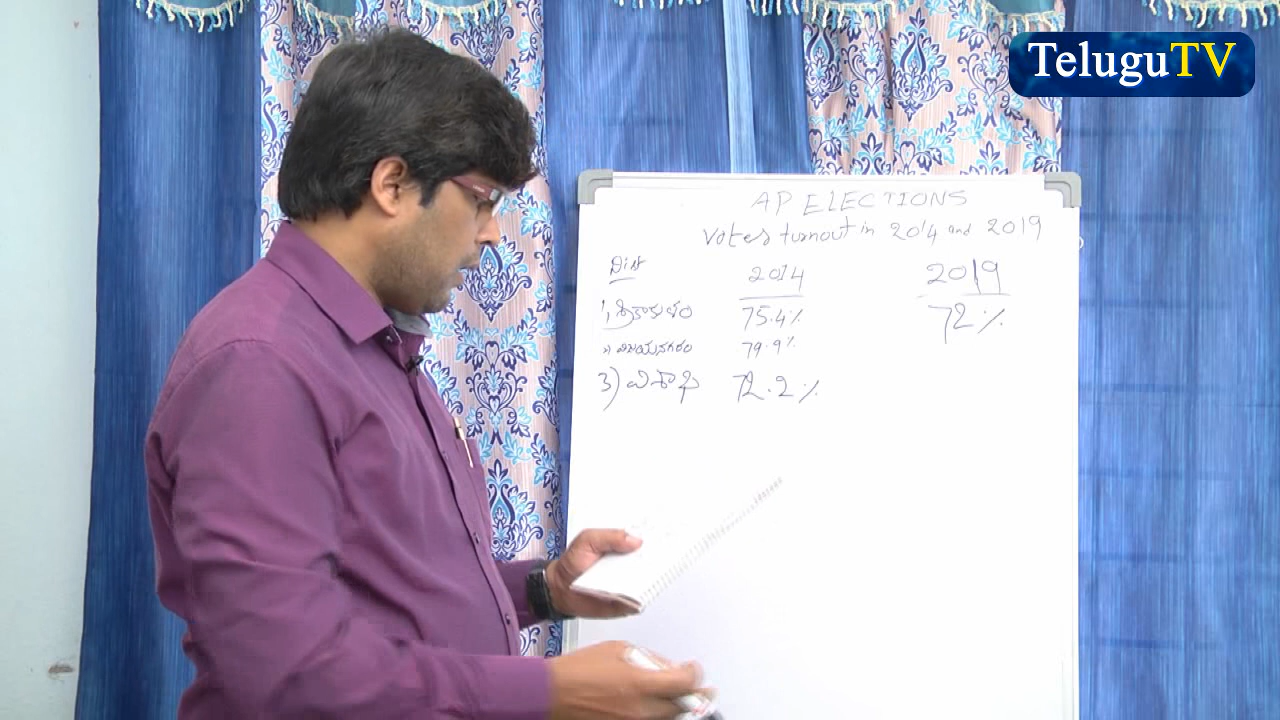 TeluguTV
AP ELECTIONS
Votes turnout in 2014 and 2019
Dist 2014 2019
1, శ్రీకాకుళం 75.4% 72%
2) విజయనగరం 79.9%
3) విశాఖ 72.2%